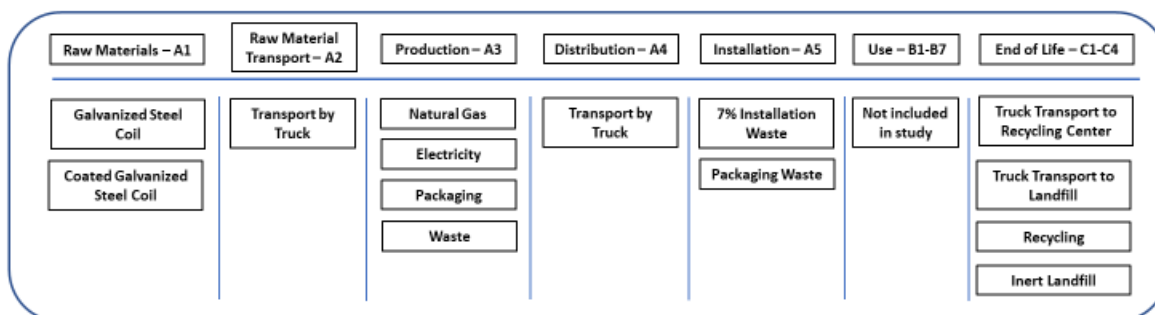 Raw Materials – A1
Raw Material
Transport – A2
Production – A3
Distribution – A4
Installation – A5
Use – B1-B7
End of Life – C1-C4
Galvanized Steel
Coil
Coated Galvanized
Steel Coil
Transport by
Truck
Natural Gas
Electricity
Packaging
Waste
Transport by
Truck
7% Installation
Waste
Packaging Waste
Not included
in study
Truck Transport to
Recycling Center
Truck Transport to
Landfill
Recycling
Inert Landfill